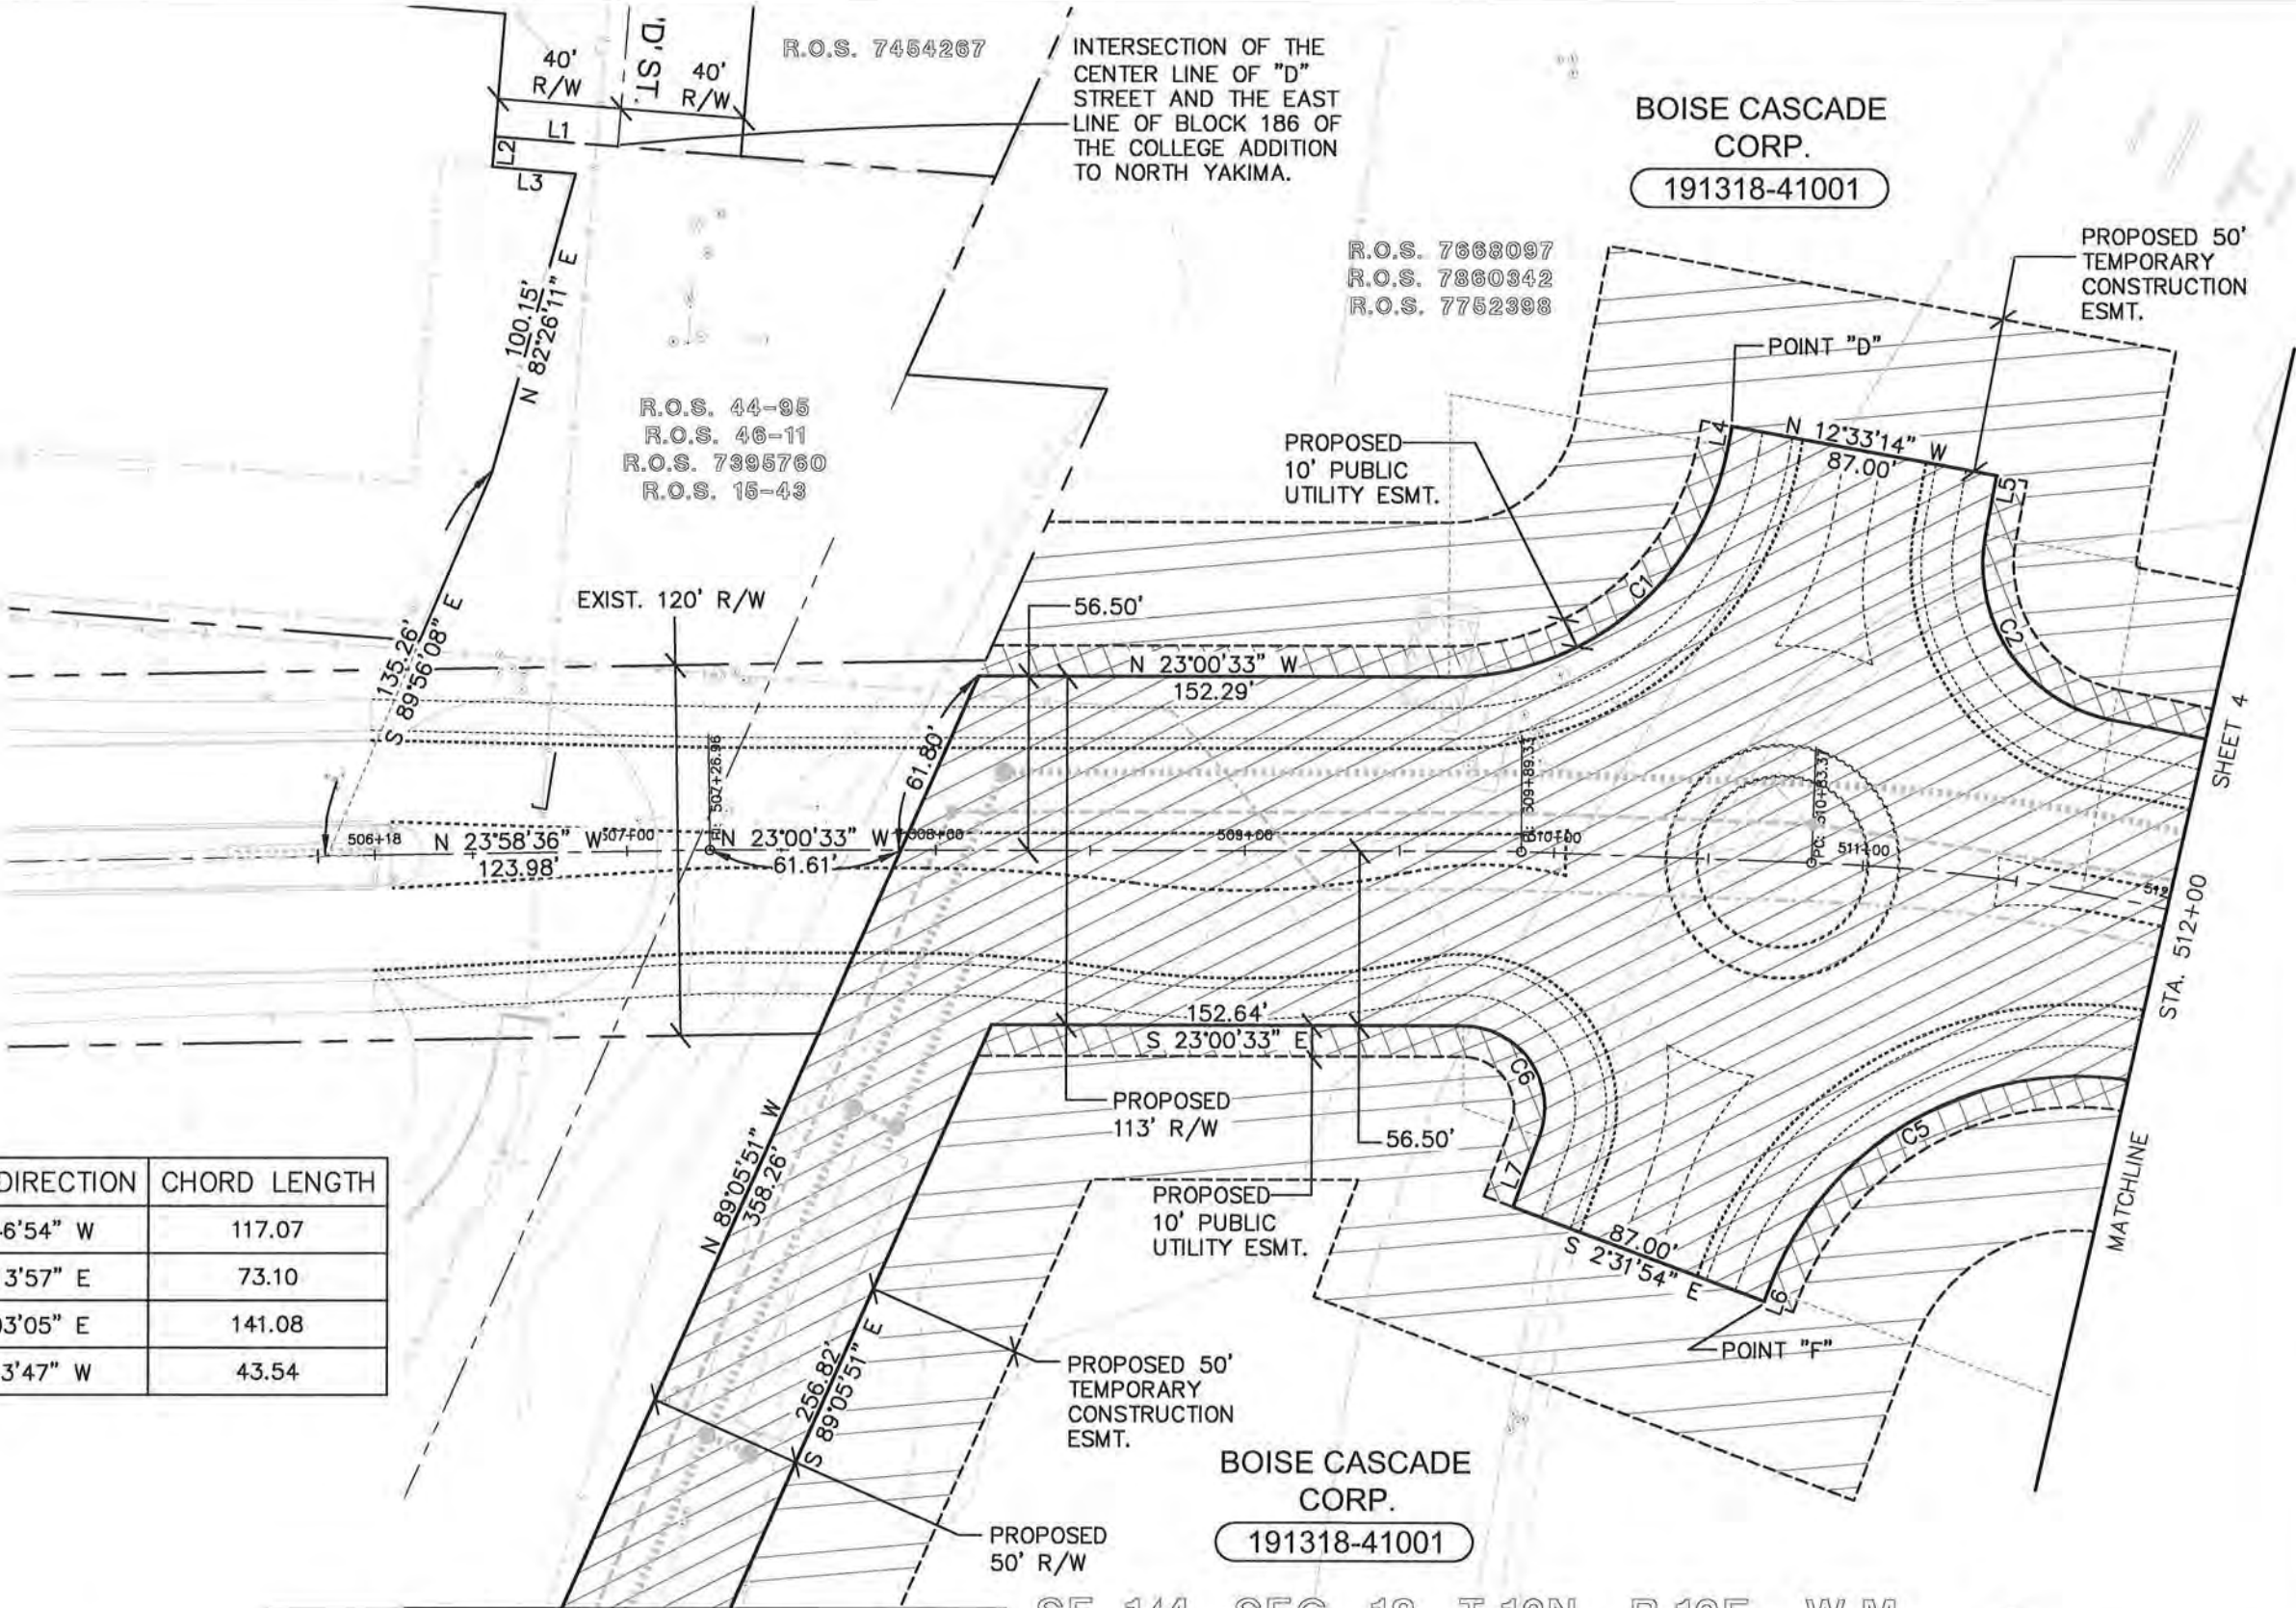 40'
R/W
'D' ST.
40'
R/W
R.O.S. 7454267
L1
L2
L3
INTERSECTION OF THE
CENTER LINE OF "D"
STREET AND THE EAST
LINE OF BLOCK 186 OF
THE COLLEGE ADDITION
TO NORTH YAKIMA.
BOISE CASCADE
CORP.
191318-41001
R.O.S. 7668097
R.O.S. 7860342
R.O.S. 7752398
PROPOSED 50'
TEMPORARY
CONSTRUCTION
ESMT.
POINT "D"
100.15'
N 82°26'11" E
R.O.S. 44-95
R.O.S. 46-11
R.O.S. 7395760
R.O.S. 15-43
PROPOSED
10' PUBLIC
UTILITY ESMT.
L4
N 12°33'14" W
87.00'
L5
C1
C2
EXIST. 120' R/W
56.50'
135.26'
S 89°56'08" E
N 23°00'33" W
152.29'
61.80'
507+26.96
509+89.33
PC: 510+83.37
506+18
N 23°58'36" W
123.98'
507+00
N 23°00'33" W
61.61'
508+00
509+00
510+00
511+00
512
SHEET 4
STA. 512+00
MATCHLINE
152.64'
S 23°00'33" E
C6
PROPOSED
113' R/W
56.50'
C5
L7
PROPOSED
10' PUBLIC
UTILITY ESMT.
87.00'
S 2°31'54" E
L6
POINT "F"
N 89°05'51" W
358.26'
DIRECTION CHORD LENGTH
6'54" W 117.07
3'57" E 73.10
03'05" E 141.08
3'47" W 43.54
256.82'
S 89°05'51" E
PROPOSED 50'
TEMPORARY
CONSTRUCTION
ESMT.
BOISE CASCADE
CORP.
191318-41001
PROPOSED
50' R/W